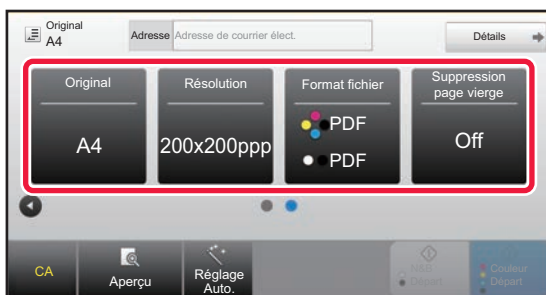 Original
A4
Adresse Adresse de courrier élect.
Détails
Original
A4
Résolution
200x200ppp
Format fichier
PDF
PDF
Suppression
page vierge
Off
CA
Aperçu
Réglage
Auto.
N&B
Départ
Couleur
Départ